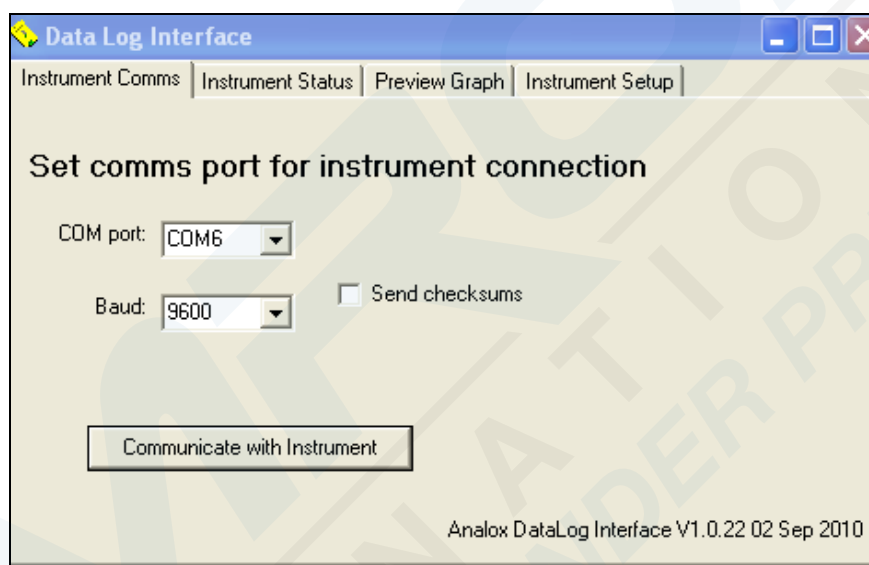 Data Log Interface
Instrument Comms Instrument Status Preview Graph Instrument Setup
Set comms port for instrument connection
COM port: COM6
Send checksums
Baud: 9600
Communicate with Instrument
Analox DataLog Interface V1.0.22 02 Sep 2010